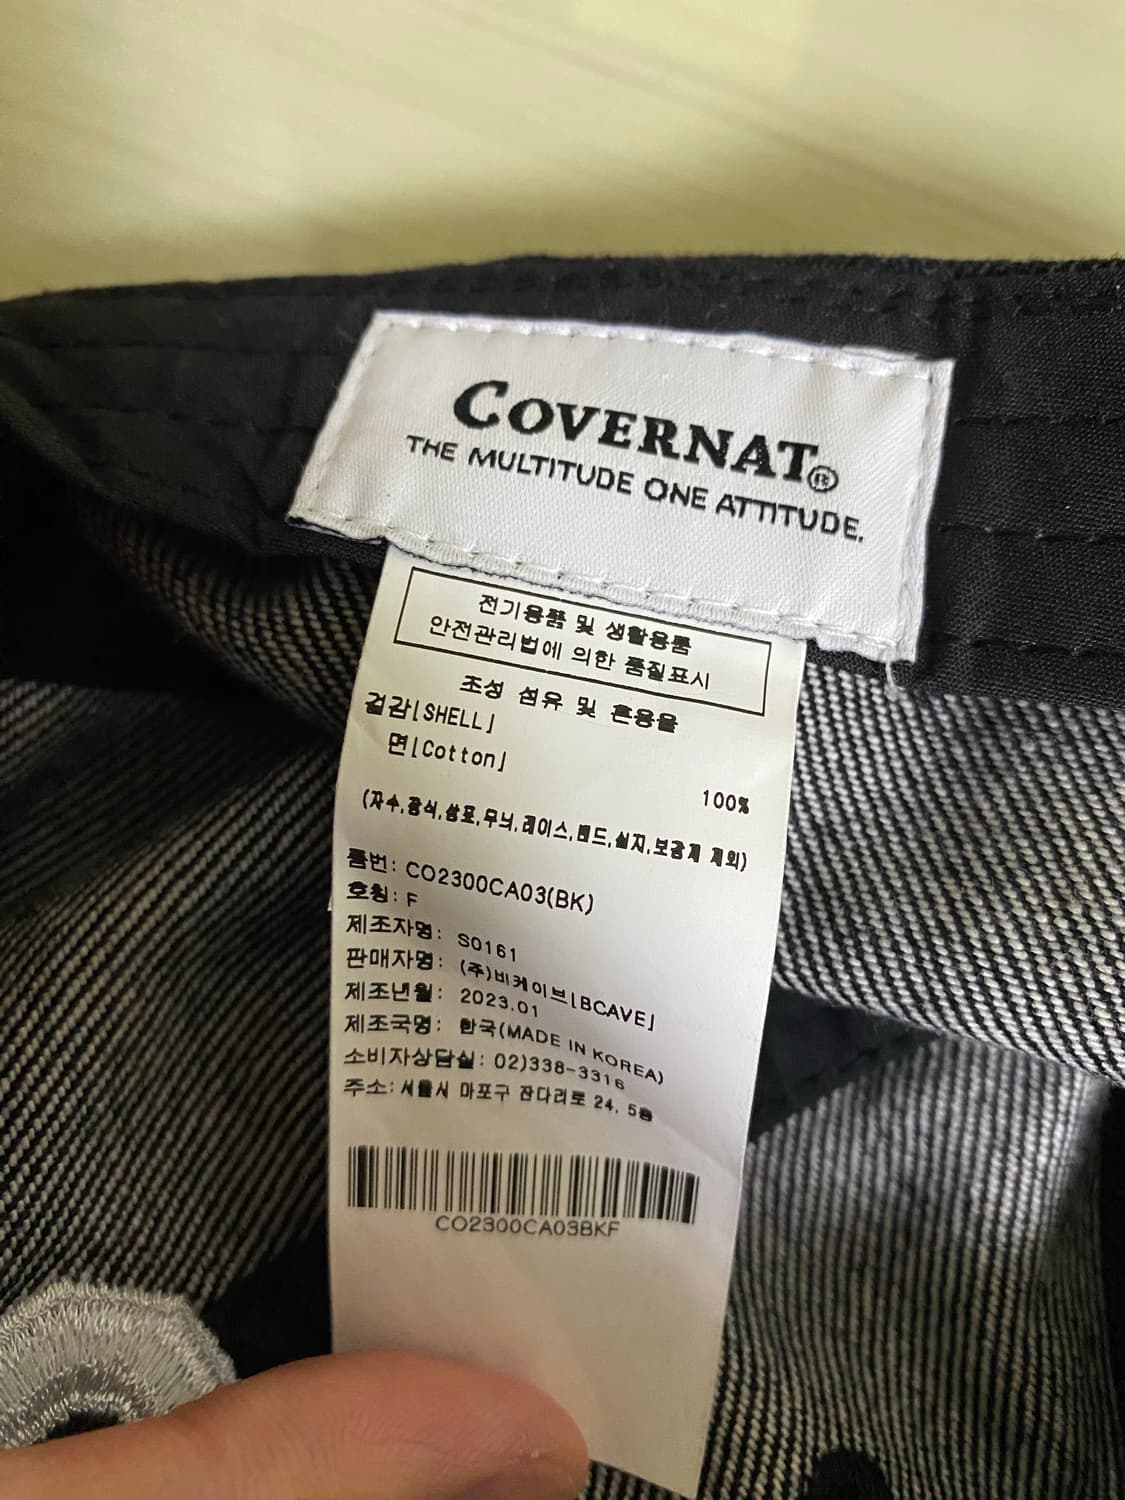 COVERNAT®
THE MULTITUDE ONE ATTITUDE.
전기용품 및 생활용품
안전관리법에 의한 품질표시
조성 섬유 및 혼용율
겉감[SHELL]
면[Cotton]
100%
(자수,장식,상표,무늬,레이스,밴드,심지,보강제 제외)
품번: CO2300CA03(BK)
호칭: F
제조자명: S0161
판매자명: (주)비케이브[BCAVE]
제조년월: 2023.01
제조국명: 한국(MADE IN KOREA)
소비자상담실: 02)338-3316
주소: 서울시 마포구 잔다리로 24, 5층
CO2300CA03BKF